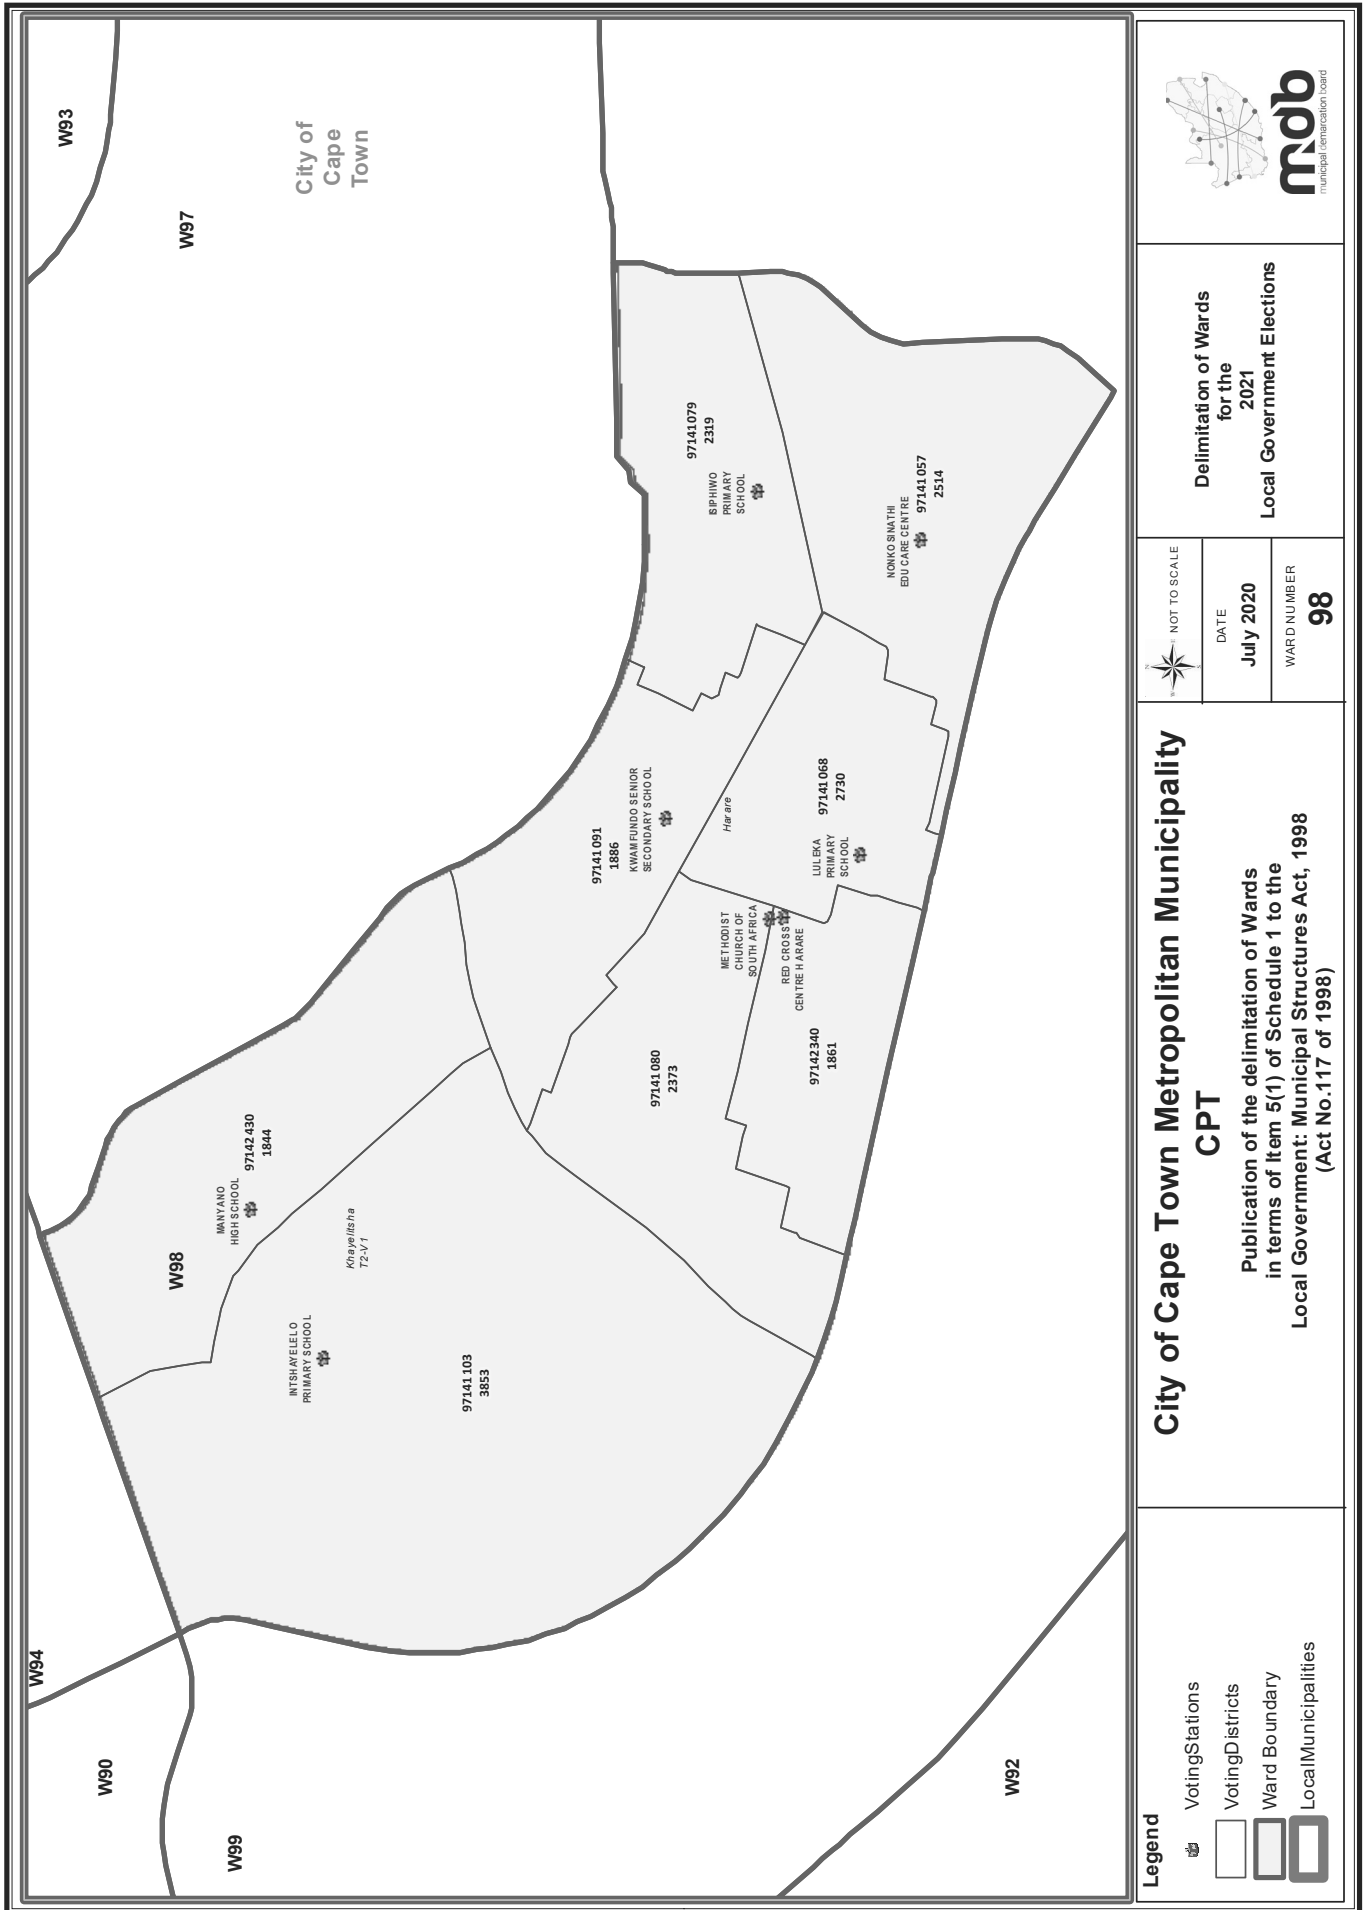 W93
City of
Cape
Town
W97
97141079
2319
ISIPHIWO
PRIMARY
SCHOOL
97141057
2514
NONKOSINATHI
EDUCARE CENTRE
97141091
1886
KWAMFUNDO SENIOR
SECONDARY SCHOOL
Harare
97141068
2730
LULEKA
PRIMARY
SCHOOL
METHODIST
CHURCH OF
SOUTH AFRICA
RED CROSS
CENTRE HARARE
97141080
2373
97142340
1861
97142430
1844
MANYANO
HIGH SCHOOL
W98
Khayelitsha
T2-V1
INTSHAYELELO
PRIMARY SCHOOL
97141103
3853
W94
W90
W99
W92
Legend
VotingStations
VotingDistricts
Ward Boundary
LocalMunicipalities
City of Cape Town Metropolitan Municipality
CPT
Publication of the delimitation of Wards
in terms of Item 5(1) of Schedule 1 to the
Local Government: Municipal Structures Act, 1998
(Act No.117 of 1998)
N
W
E
S
NOT TO SCALE
DATE
July 2020
WARD NUMBER
98
Delimitation of Wards
for the
2021
Local Government Elections
mdb
municipal demarcation board